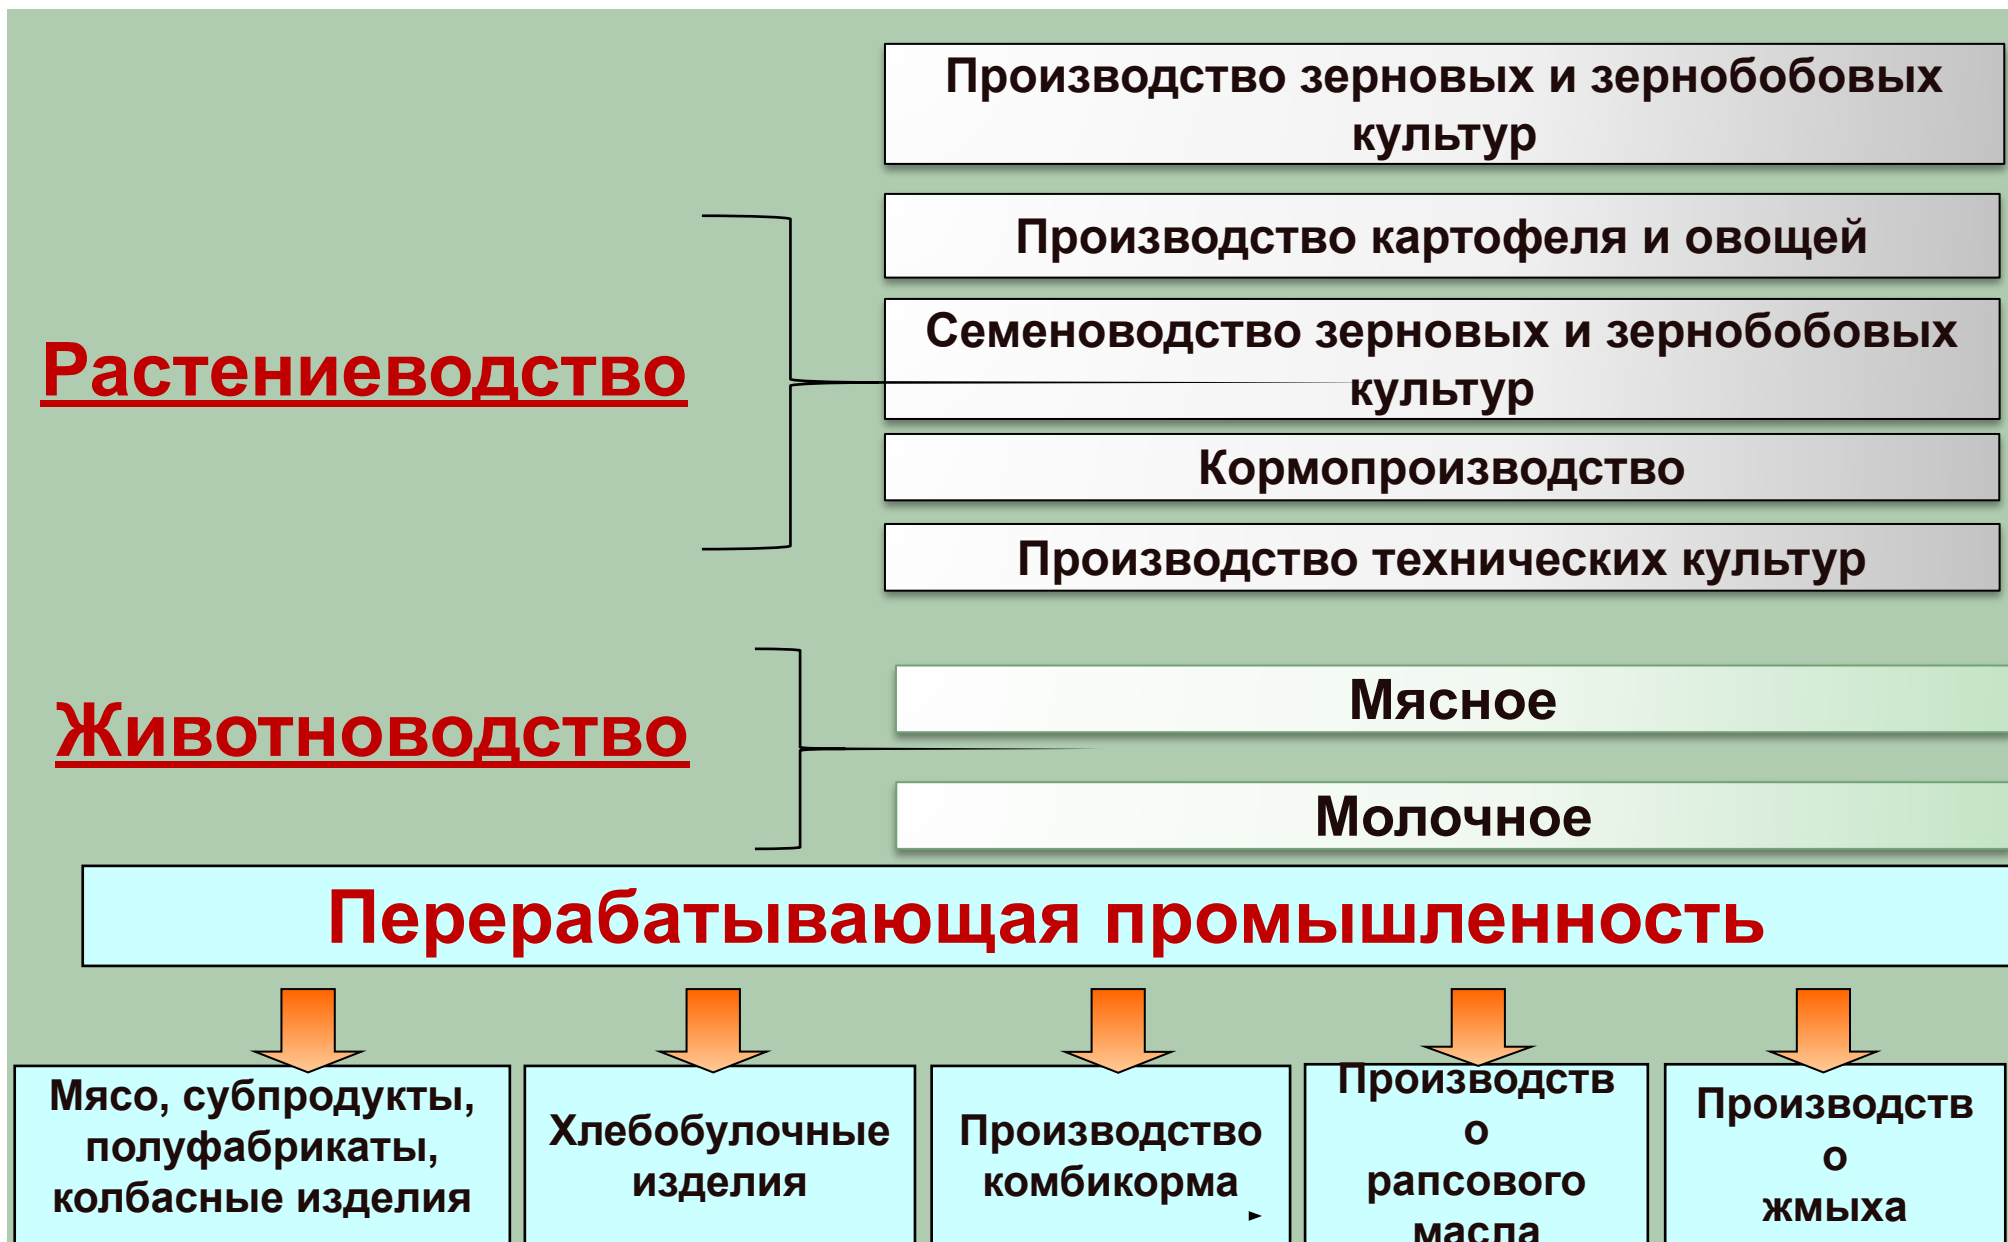 Производство зерновых и зернобобовых
культур
Производство картофеля и овощей
Растениеводство
Семеноводство зерновых и зернобобовых
культур
Кормопроизводство
Производство технических культур
Животноводство
Мясное
Молочное
Перерабатывающая промышленность
Мясо, субпродукты,
полуфабрикаты,
колбасные изделия
Хлебобулочные
изделия
Производство
комбикорма
Производств
о
рапсового
масла
Производств
о
жмыха